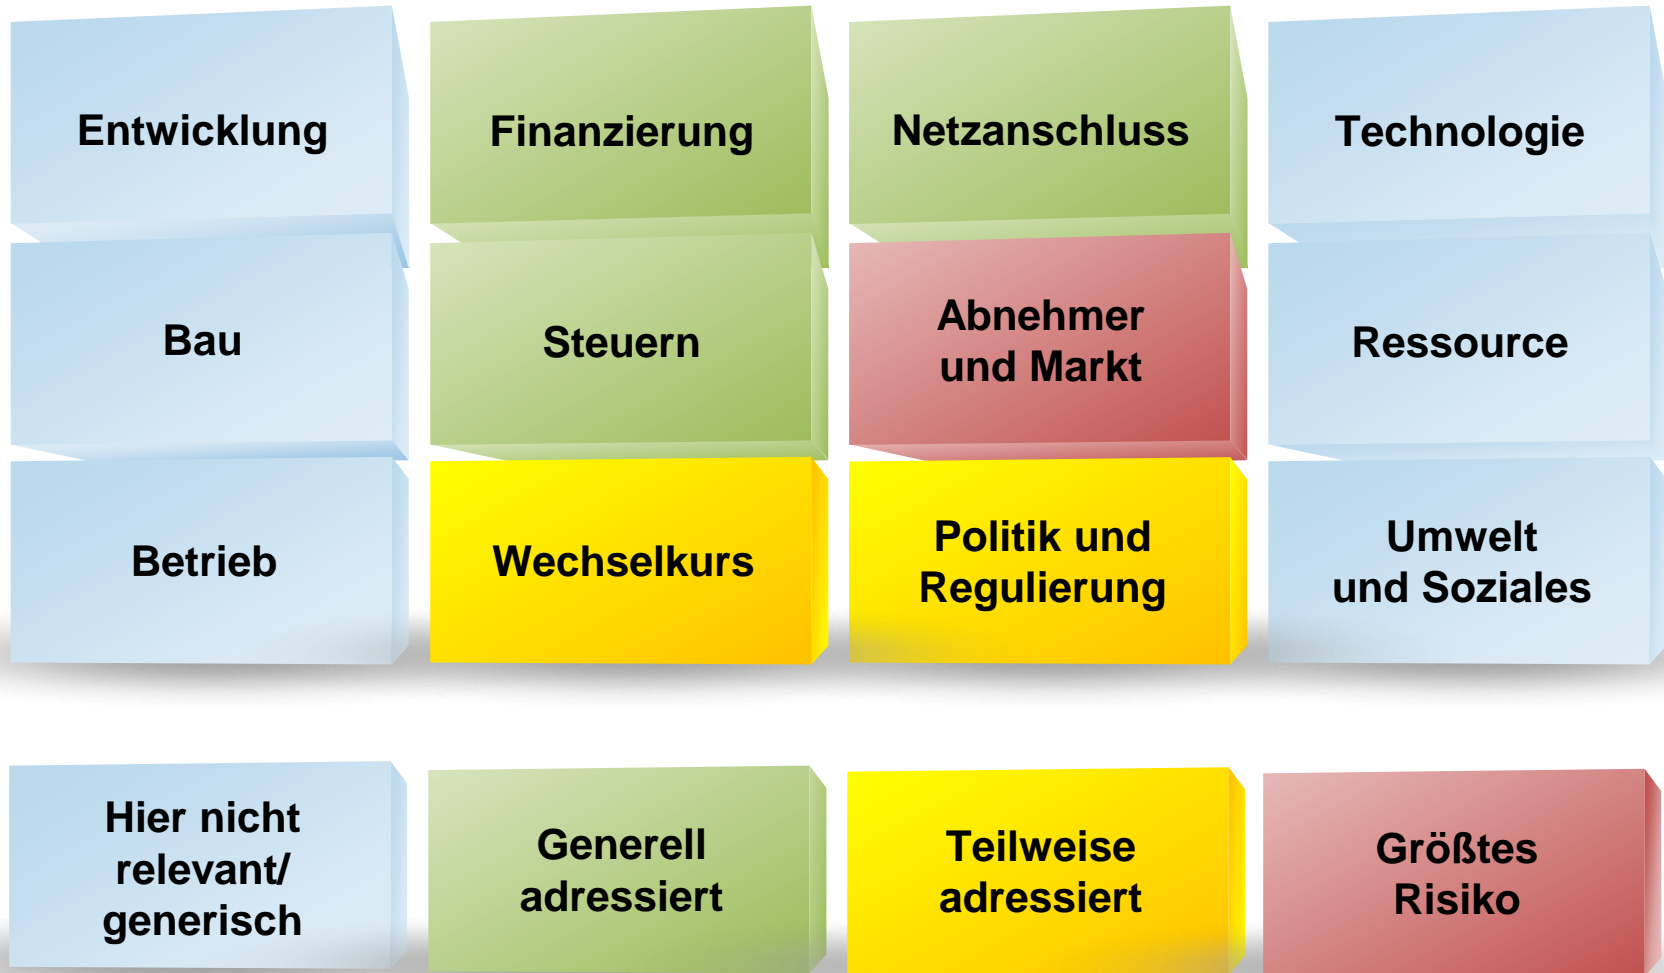 Entwicklung
Finanzierung
Netzanschluss
Technologie
Bau
Steuern
Abnehmer
und Markt
Ressource
Betrieb
Wechselkurs
Politik und
Regulierung
Umwelt
und Soziales
Hier nicht
relevant/
generisch
Generell
adressiert
Teilweise
adressiert
Größtes
Risiko